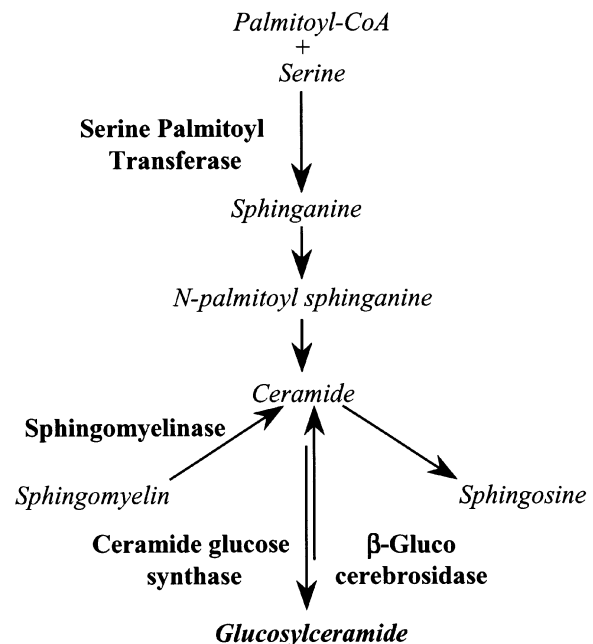 Palmitoyl-CoA
+
Serine
Serine Palmitoyl
Transferase
Sphinganine
N-palmitoyl sphinganine
Ceramide
Sphingomyelinase
Sphingomyelin
Sphingosine
Ceramide glucose
synthase
β-Gluco
cerebrosidase
Glucosylceramide